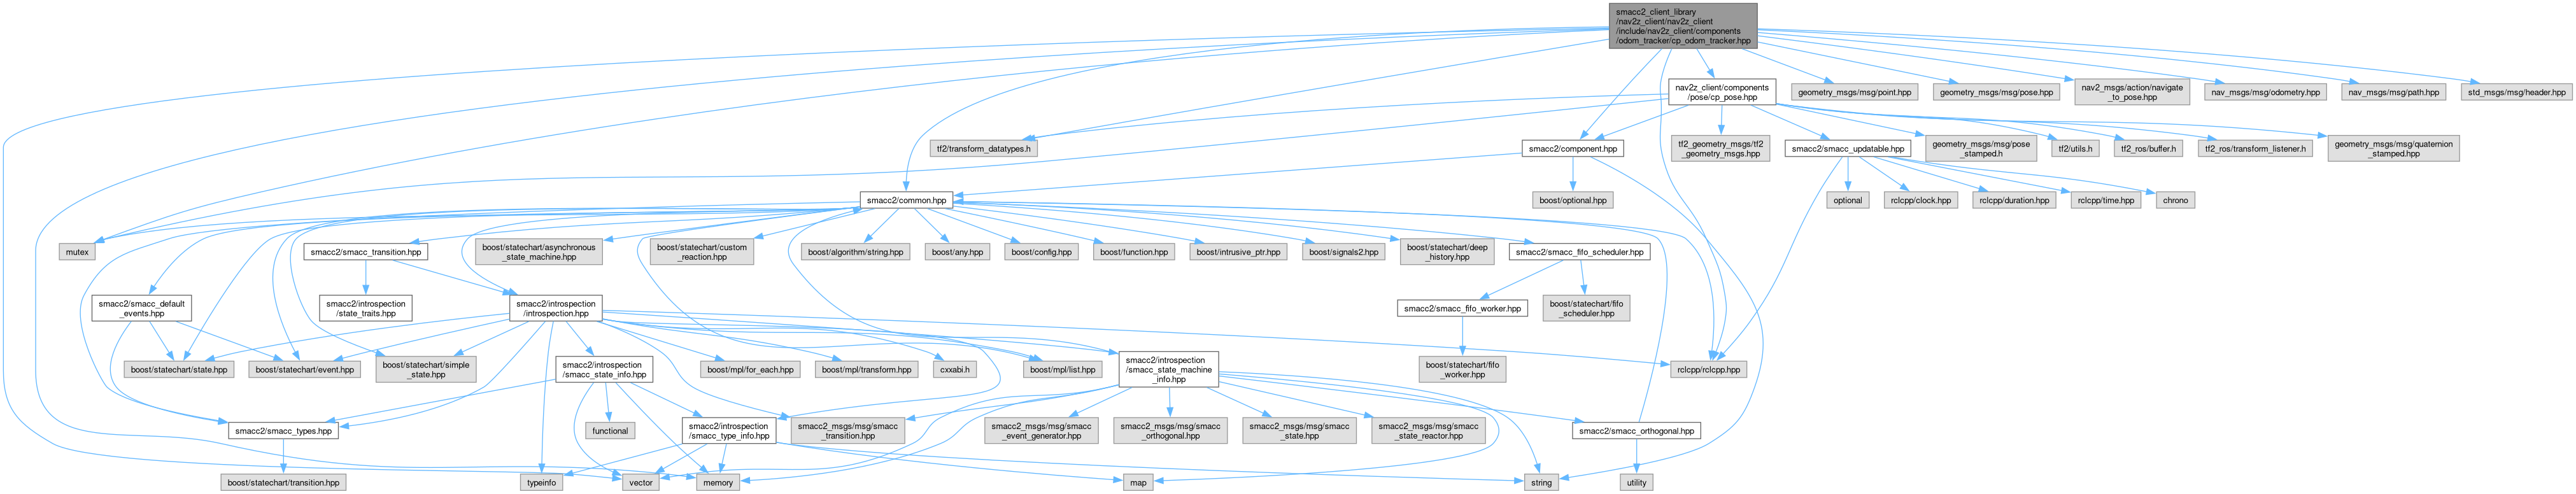 smacc2_client_library
/nav2z_client/nav2z_client
/include/nav2z_client/components
/odom_tracker/cp_odom_tracker.hpp
nav2z_client/components
/pose/cp_pose.hpp
geometry_msgs/msg/point.hpp
geometry_msgs/msg/pose.hpp
nav2_msgs/action/navigate
_to_pose.hpp
nav_msgs/msg/odometry.hpp
nav_msgs/msg/path.hpp
std_msgs/msg/header.hpp
tf2/transform_datatypes.h
smacc2/component.hpp
tf2_geometry_msgs/tf2
_geometry_msgs.hpp
smacc2/smacc_updatable.hpp
geometry_msgs/msg/pose
_stamped.h
tf2/utils.h
tf2_ros/buffer.h
tf2_ros/transform_listener.h
geometry_msgs/msg/quaternion
_stamped.hpp
smacc2/common.hpp
boost/optional.hpp
optional
rclcpp/clock.hpp
rclcpp/duration.hpp
rclcpp/time.hpp
chrono
mutex
smacc2/smacc_transition.hpp
boost/statechart/asynchronous
_state_machine.hpp
boost/statechart/custom
_reaction.hpp
boost/algorithm/string.hpp
boost/any.hpp
boost/config.hpp
boost/function.hpp
boost/intrusive_ptr.hpp
boost/signals2.hpp
boost/statechart/deep
_history.hpp
smacc2/smacc_fifo_scheduler.hpp
smacc2/smacc_default
_events.hpp
smacc2/introspection
/state_traits.hpp
smacc2/introspection
/introspection.hpp
smacc2/smacc_fifo_worker.hpp
boost/statechart/fifo
_scheduler.hpp
boost/statechart/state.hpp
boost/statechart/event.hpp
boost/statechart/simple
_state.hpp
smacc2/introspection
/smacc_state_info.hpp
boost/mpl/for_each.hpp
boost/mpl/transform.hpp
cxxabi.h
boost/mpl/list.hpp
smacc2/introspection
/smacc_state_machine
_info.hpp
boost/statechart/fifo
_worker.hpp
rclcpp/rclcpp.hpp
smacc2/smacc_types.hpp
functional
smacc2/introspection
/smacc_type_info.hpp
smacc2_msgs/msg/smacc
_transition.hpp
smacc2_msgs/msg/smacc
_event_generator.hpp
smacc2_msgs/msg/smacc
_orthogonal.hpp
smacc2_msgs/msg/smacc
_state.hpp
smacc2_msgs/msg/smacc
_state_reactor.hpp
smacc2/smacc_orthogonal.hpp
boost/statechart/transition.hpp
typeinfo
vector
memory
map
string
utility